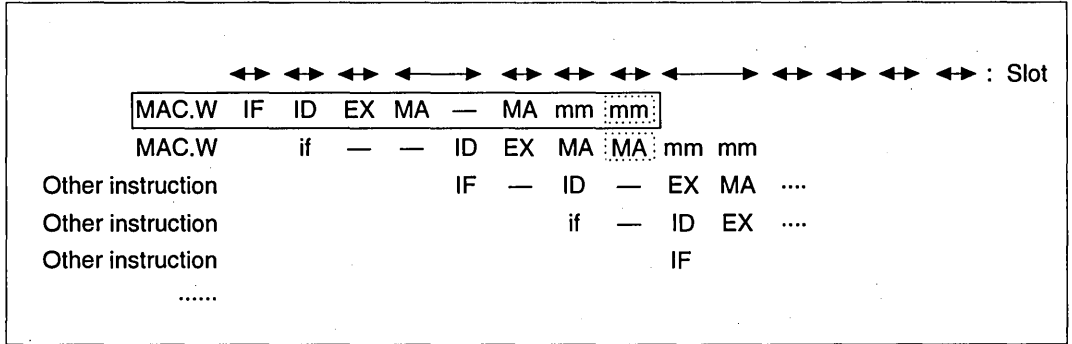 : Slot
MAC.W IF ID EX MA — MA mm mm
MAC.W if — — ID EX MA MA mm mm
Other instruction IF — ID — EX MA ....
Other instruction if — ID EX ....
Other instruction IF
......